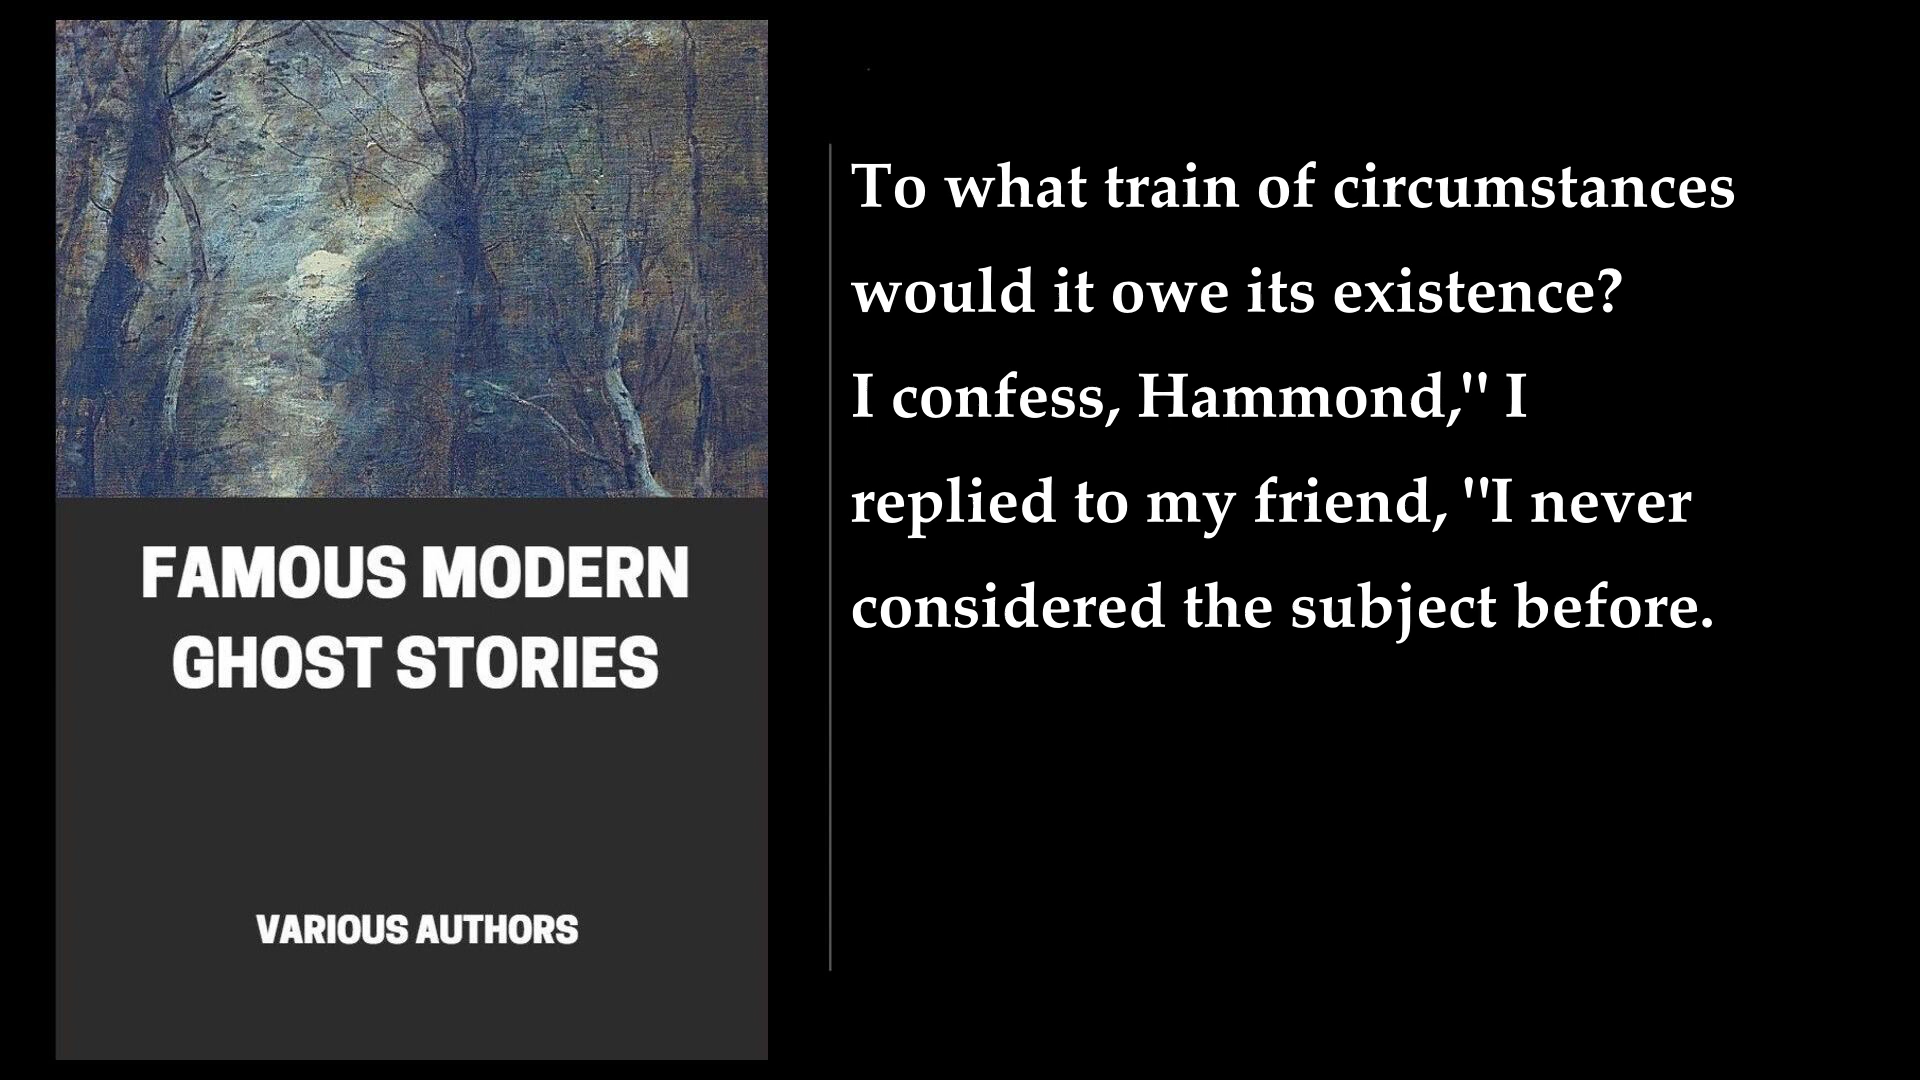 FAMOUS MODERN
GHOST STORIES
VARIOUS AUTHORS
To what train of circumstances
would it owe its existence?
I confess, Hammond," I
replied to my friend, "I never
considered the subject before.